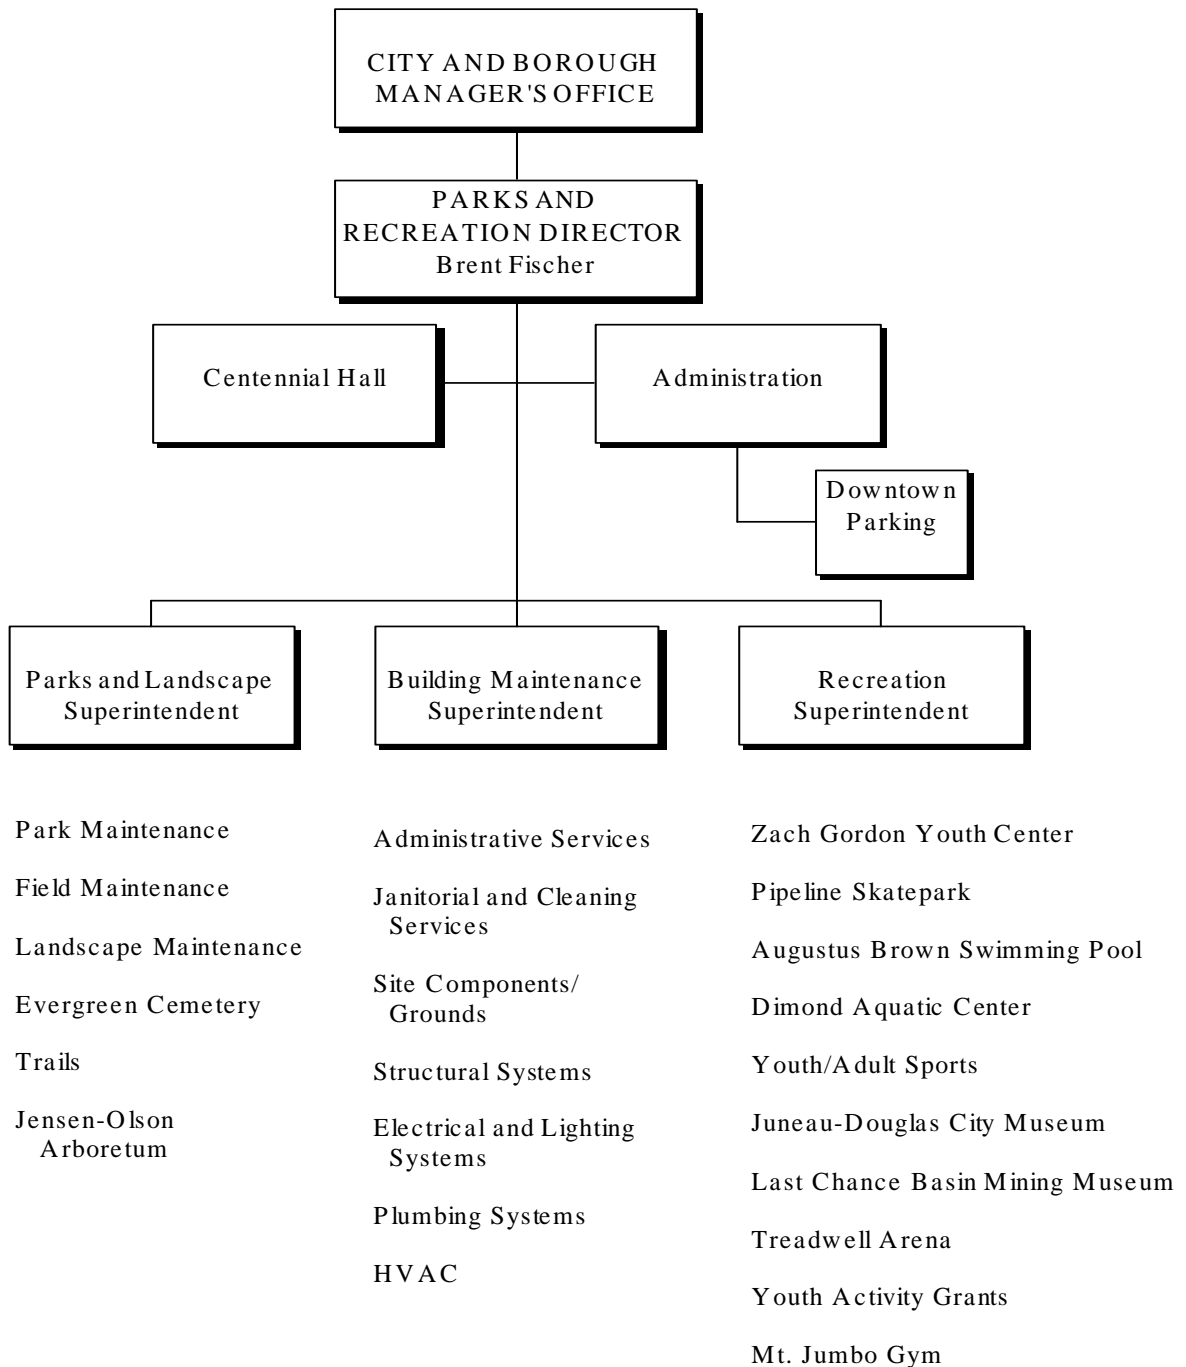 CITY AND BOROUGH
MANAGER'S OFFICE
PARKS AND
RECREATION DIRECTOR
Brent Fischer
Centennial Hall
Administration
Downtown
Parking
Parks and Landscape
Superintendent
Building Maintenance
Superintendent
Recreation
Superintendent
Park Maintenance
Field Maintenance
Landscape Maintenance
Evergreen Cemetery
Trails
Jensen-Olson
Arboretum
Administrative Services
Janitorial and Cleaning
Services
Site Components/
Grounds
Structural Systems
Electrical and Lighting
Systems
Plumbing Systems
HVAC
Zach Gordon Youth Center
Pipeline Skatepark
Augustus Brown Swimming Pool
Dimond Aquatic Center
Youth/Adult Sports
Juneau-Douglas City Museum
Last Chance Basin Mining Museum
Treadwell Arena
Youth Activity Grants
Mt. Jumbo Gym